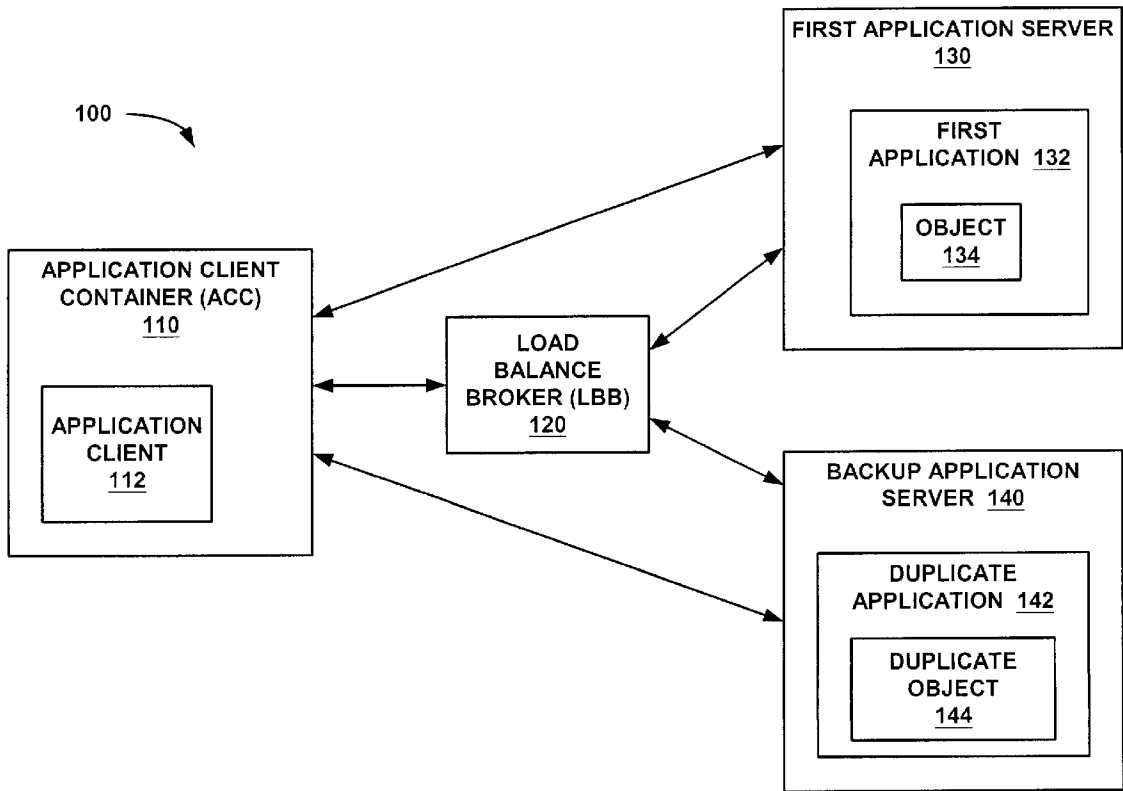 100
APPLICATION CLIENT
CONTAINER (ACC)
110
APPLICATION
CLIENT
112
LOAD
BALANCE
BROKER (LBB)
120
FIRST APPLICATION SERVER
130
FIRST
APPLICATION 132
OBJECT
134
BACKUP APPLICATION
SERVER 140
DUPLICATE
APPLICATION 142
DUPLICATE
OBJECT
144